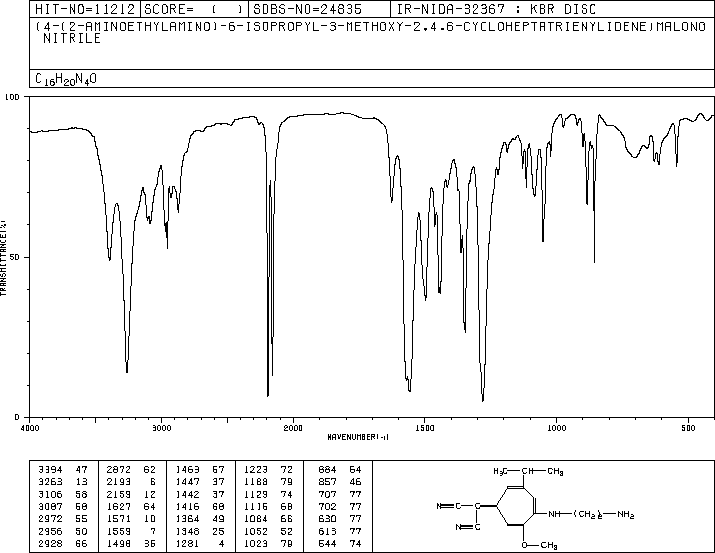 HIT-NO=11212 SCORE= ( ) SDBS-NO=24835 IR-NIDA-32367 : KBR DISC
(4-(2-AMINOETHYLAMINO)-6-ISOPROPYL-3-METHOXY-2.4.6-CYCLOHEPTATRIENYLIDENE)MALONO
NITRILE
C16H20N4O
100
50
0
TRANSMITTANCE(%)
4000 3000 2000 1500 1000 500
WAVENUMBER(-1)
3394 47 2872 62 1463 57 1223 72 884 64
3263 13 2193 6 1447 37 1188 79 857 46
3106 58 2159 12 1442 37 1129 74 707 77
3087 60 1627 64 1416 68 1116 68 702 77
2972 55 1571 10 1364 49 1084 66 630 77
2956 50 1559 7 1348 25 1052 52 613 77
2928 66 1498 35 1281 4 1023 79 544 74
H3C CH CH3
N C C
N C
NH (CH2)2 NH2
O CH3